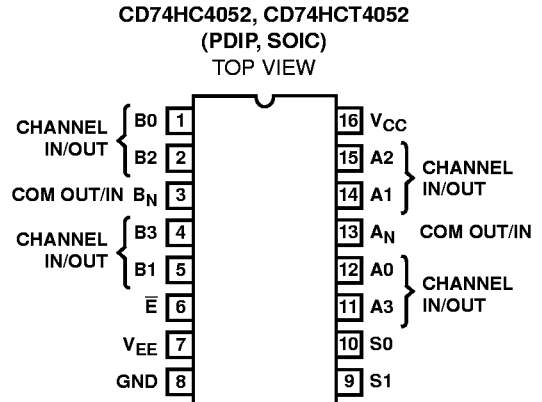 CD74HC4052, CD74HCT4052
(PDIP, SOIC)
TOP VIEW
CHANNEL IN/OUT
B0 1
B2 2
COM OUT/IN BN 3
CHANNEL IN/OUT
B3 4
B1 5
E̅ 6
VEE 7
GND 8
16 VCC
15 A2
14 A1
CHANNEL IN/OUT
13 AN COM OUT/IN
12 A0
11 A3
CHANNEL IN/OUT
10 S0
9 S1